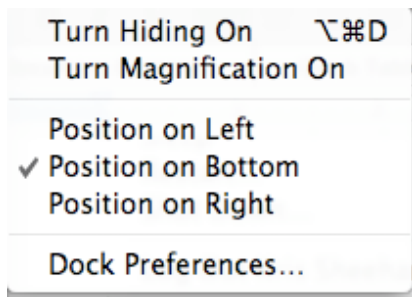 Turn Hiding On ⌥⌘D
Turn Magnification On
Position on Left
✓ Position on Bottom
Position on Right
Dock Preferences...